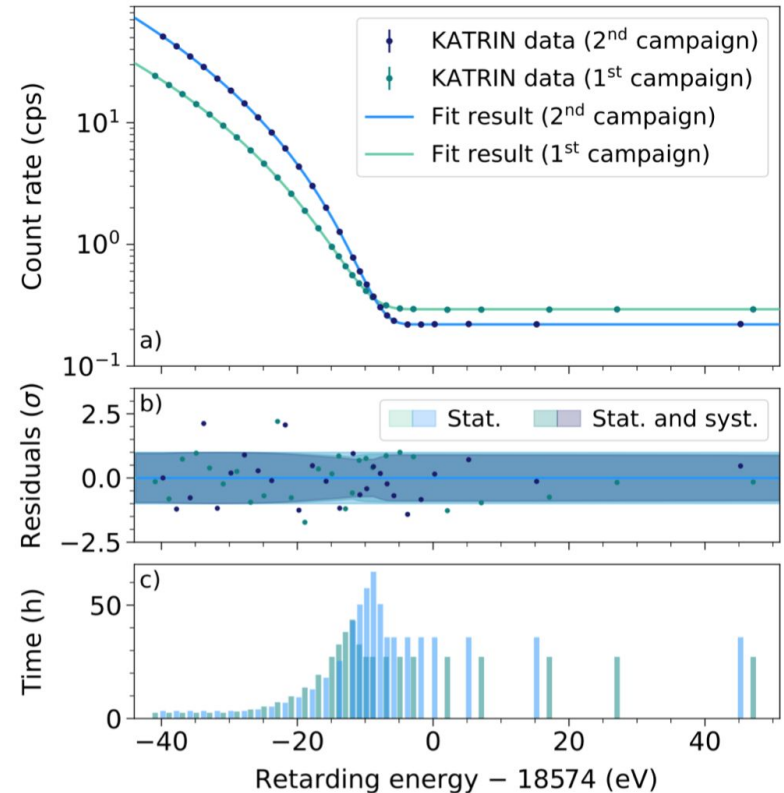 KATRIN data (2nd campaign)
KATRIN data (1st campaign)
Fit result (2nd campaign)
Fit result (1st campaign)
Count rate (cps)
10¹
10⁰
10⁻¹
a)
b)
Stat.
Stat. and syst.
Residuals (σ)
2.5
0.0
−2.5
c)
Time (h)
50
0
−40
−20
0
20
40
Retarding energy − 18574 (eV)